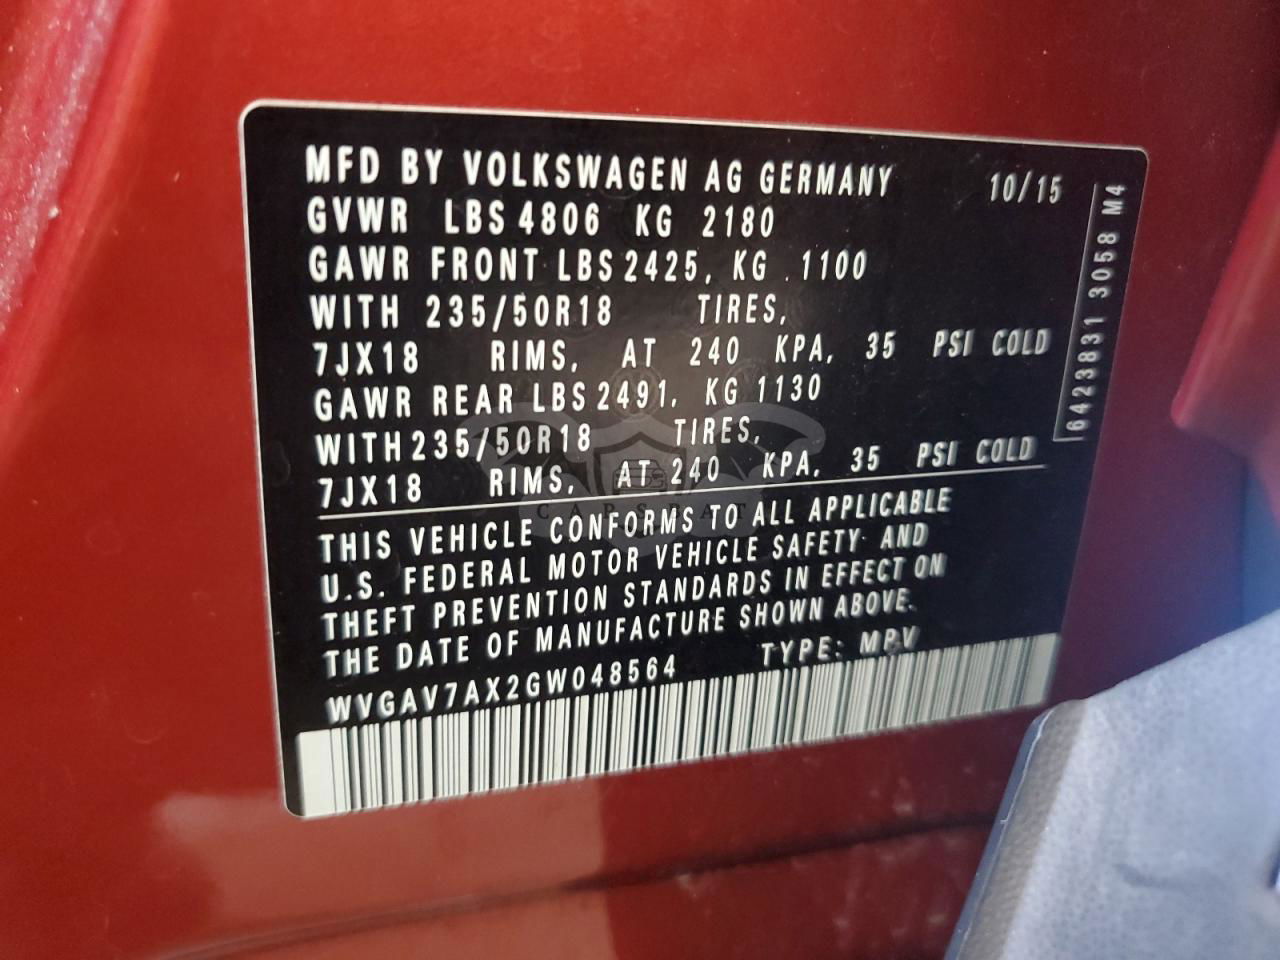 MFD BY VOLKSWAGEN AG GERMANY 10/15
GVWR LBS 4806 KG 2180
GAWR FRONT LBS 2425, KG 1100
WITH 235/50R18 TIRES,
7JX18 RIMS, AT 240 KPA, 35 PSI COLD
GAWR REAR LBS 2491, KG 1130
WITH 235/50R18 TIRES,
7JX18 RIMS, AT 240 KPA, 35 PSI COLD
THIS VEHICLE CONFORMS TO ALL APPLICABLE
U.S. FEDERAL MOTOR VEHICLE SAFETY AND
THEFT PREVENTION STANDARDS IN EFFECT ON
THE DATE OF MANUFACTURE SHOWN ABOVE.
WVGAV7AX2GW048564 TYPE: MPV
6423831 3058 M4